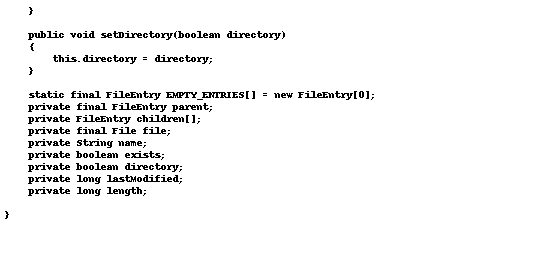 }
public void setDirectory(boolean directory)
{
this.directory = directory;
}
static final FileEntry EMPTY_ENTRIES[] = new FileEntry[0];
private final FileEntry parent;
private FileEntry children[];
private final File file;
private String name;
private boolean exists;
private boolean directory;
private long lastModified;
private long length;
}